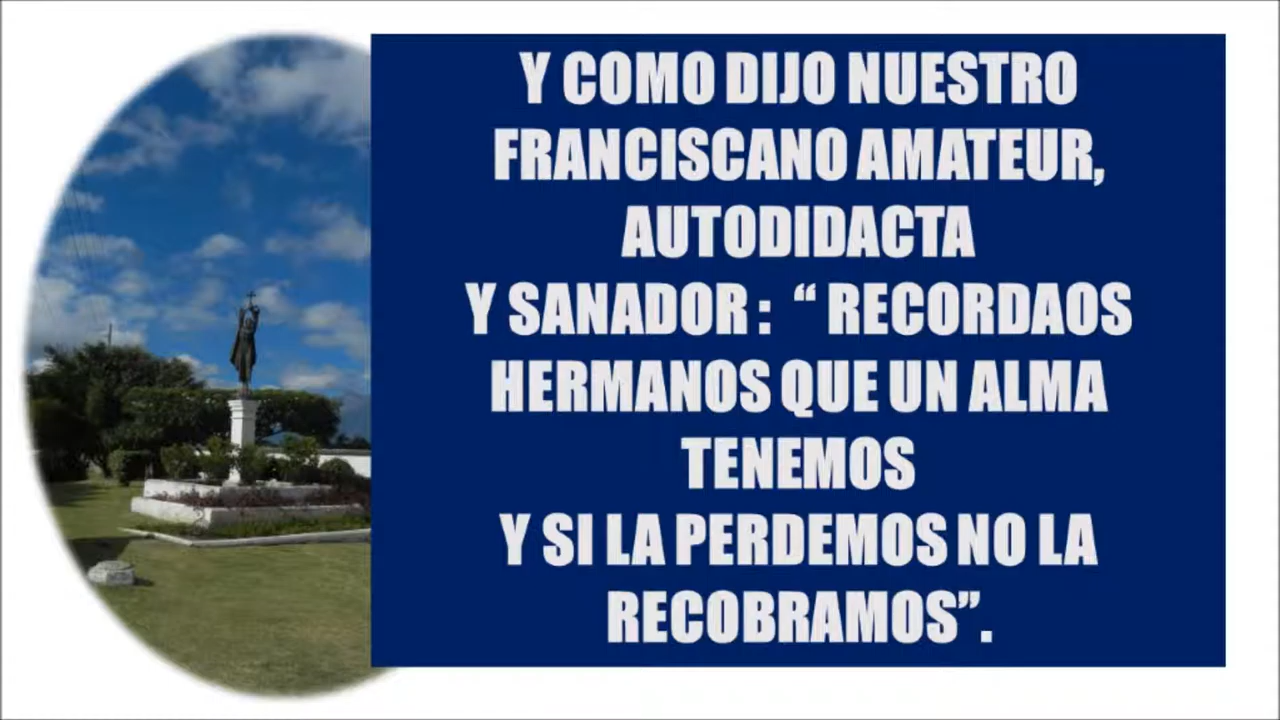 Y COMO DIJO NUESTRO
FRANCISCANO AMATEUR,
AUTODIDACTA
Y SANADOR : “ RECORDAOS
HERMANOS QUE UN ALMA
TENEMOS
Y SI LA PERDEMOS NO LA
RECOBRAMOS”.